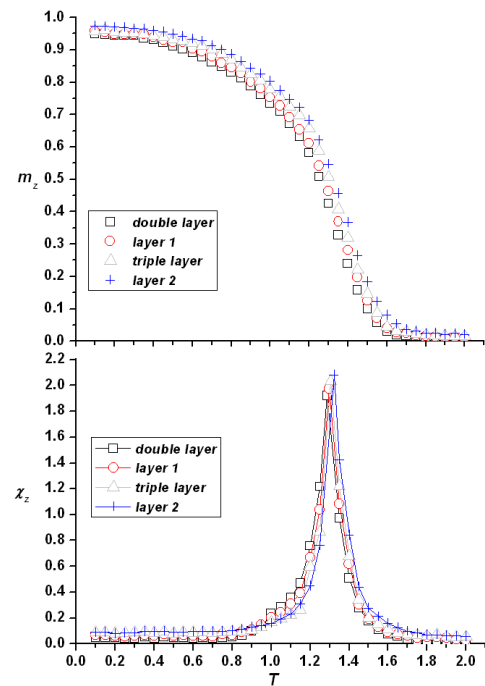 1.0
0.9
0.8
0.7
0.6
0.5
0.4
0.3
0.2
0.1
0.0
m_z
double layer
layer 1
triple layer
layer 2
2.2
2.0
1.8
1.6
1.4
1.2
1.0
0.8
0.6
0.4
0.2
0.0
χ_z
double layer
layer 1
triple layer
layer 2
0.0 0.2 0.4 0.6 0.8 1.0 1.2 1.4 1.6 1.8 2.0
T